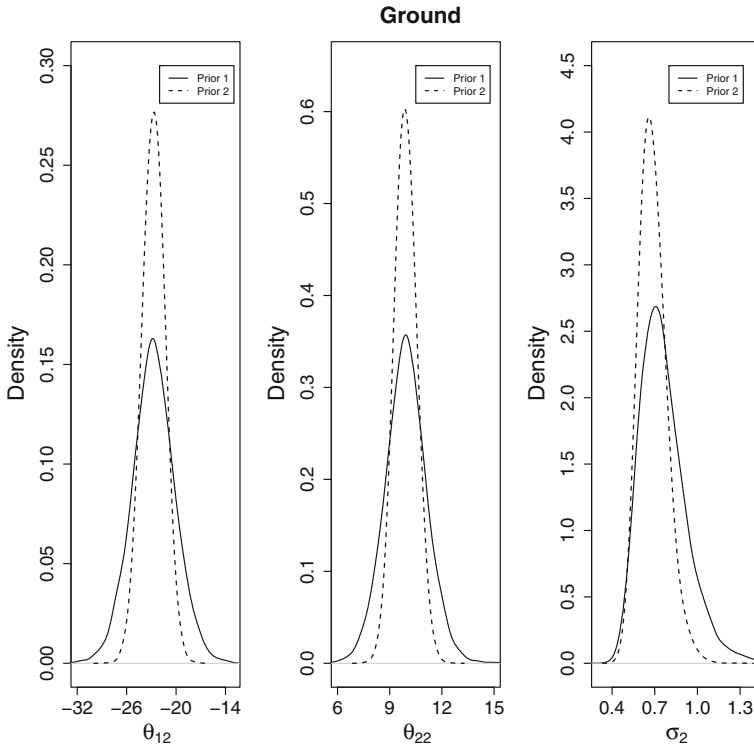 Ground
Density
0.00 0.05 0.10 0.15 0.20 0.25 0.30
Prior 1
Prior 2
−32 −26 −20 −14
θ12
Density
0.0 0.1 0.2 0.3 0.4 0.5 0.6
Prior 1
Prior 2
6 9 12 15
θ22
Density
0.0 0.5 1.0 1.5 2.0 2.5 3.0 3.5 4.0 4.5
Prior 1
Prior 2
0.4 0.7 1.0 1.3
σ2